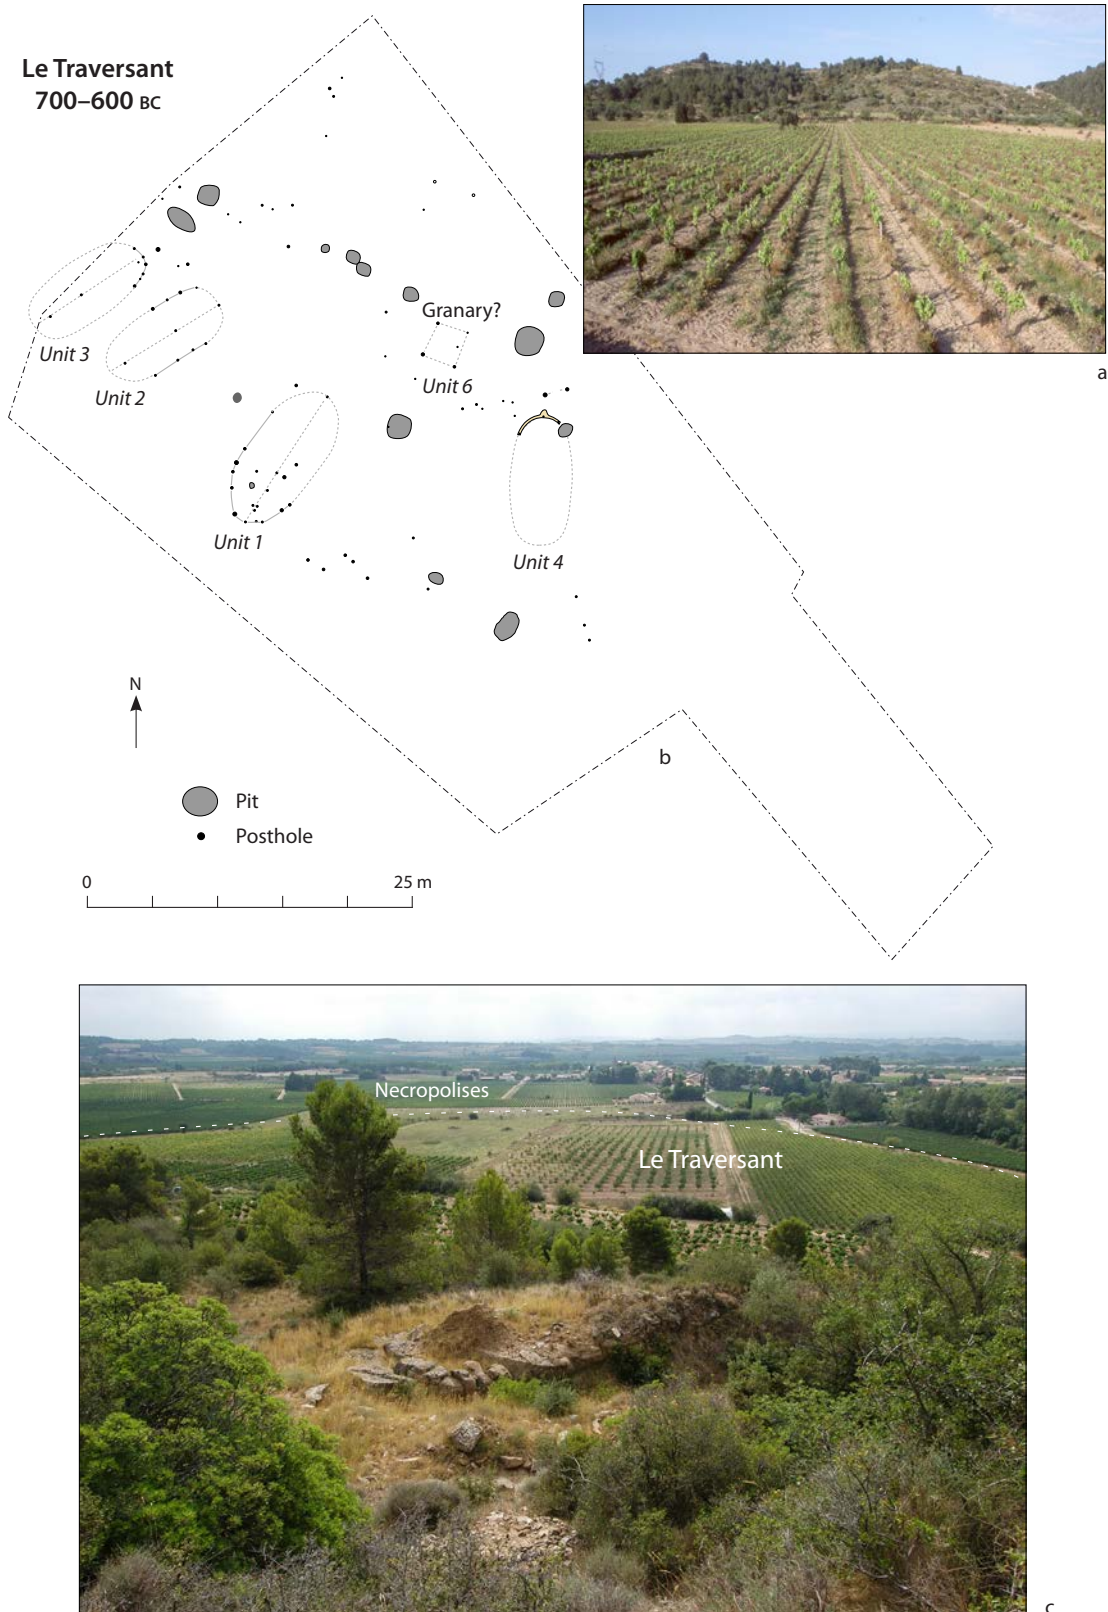 Le Traversant
700–600 BC
a
Granary?
Unit 3
Unit 6
Unit 2
Unit 1
Unit 4
N
b
Pit
Posthole
0 25 m
Necropolises
Le Traversant
c